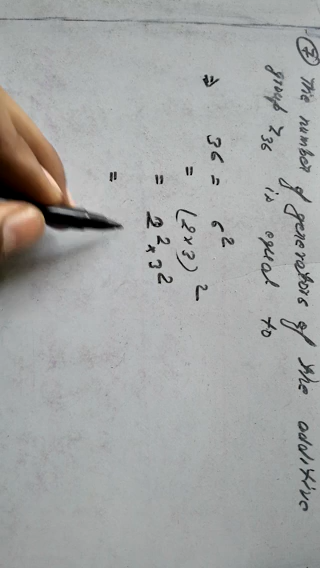 ⑦ The number of generators of the additive
group Z₃₆ is equal to
⇒ 36 = 6²
= (2×3)²
= 2² × 3²
=